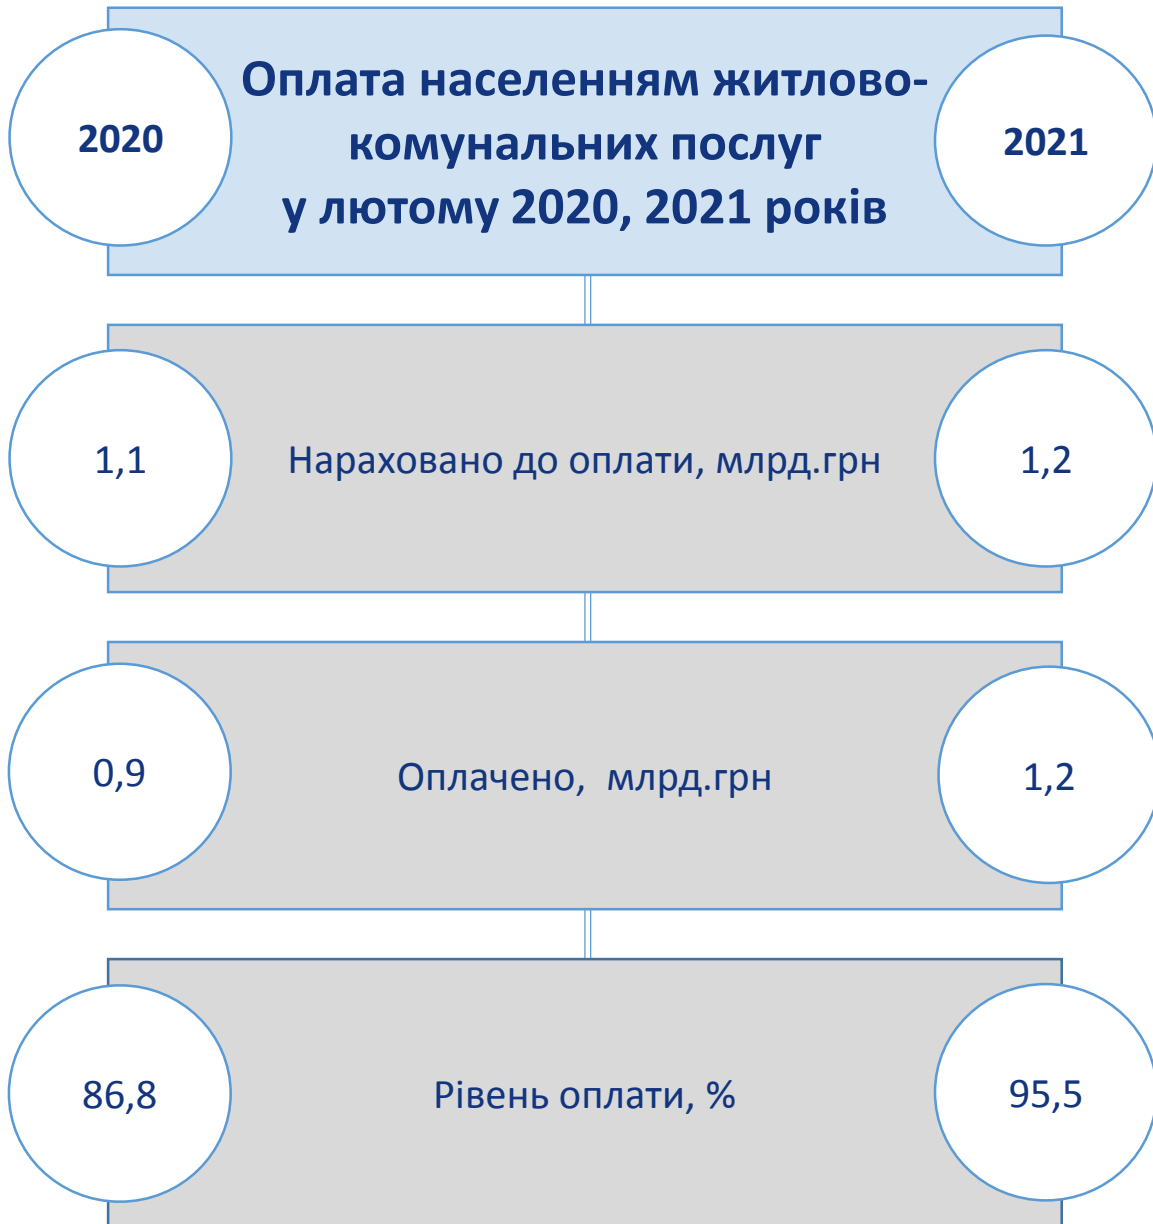 2020
Оплата населенням житлово-
комунальних послуг
у лютому 2020, 2021 років
2021
1,1
Нараховано до оплати, млрд.грн
1,2
0,9
Оплачено, млрд.грн
1,2
86,8
Рівень оплати, %
95,5